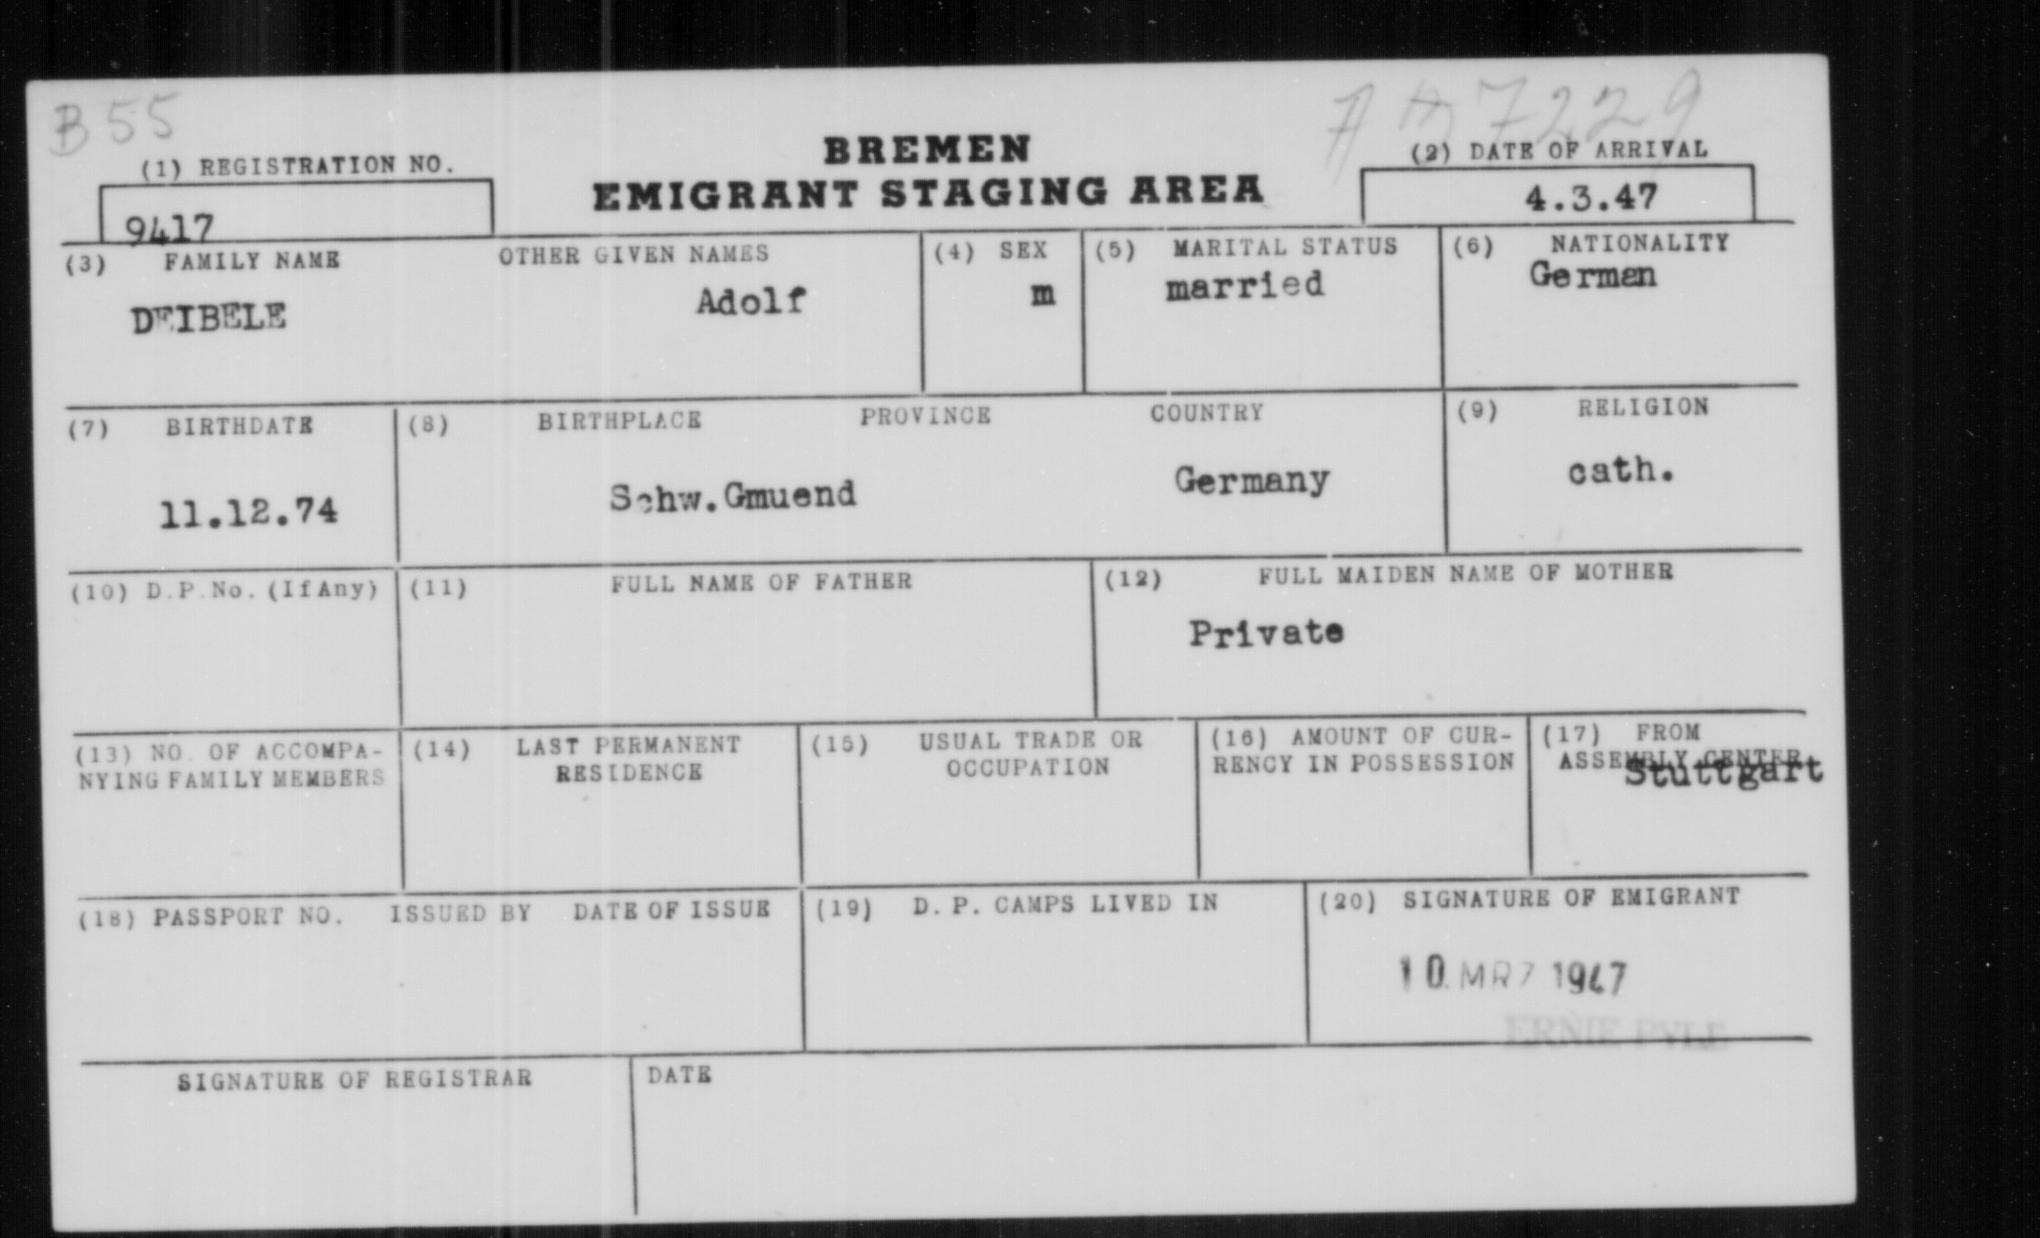 B 55
7229
(1) REGISTRATION NO.
BREMEN
EMIGRANT STAGING AREA
(2) DATE OF ARRIVAL
9417
4.3.47
(3) FAMILY NAME OTHER GIVEN NAMES (4) SEX (5) MARITAL STATUS (6) NATIONALITY
DEIBELE Adolf m married German
(7) BIRTHDATE (8) BIRTHPLACE PROVINCE COUNTRY (9) RELIGION
11.12.74 Schw.Gmuend Germany cath.
(10) D.P.No. (If Any) (11) FULL NAME OF FATHER (12) FULL MAIDEN NAME OF MOTHER
Private
(13) NO. OF ACCOMPA-
NYING FAMILY MEMBERS
(14) LAST PERMANENT
RESIDENCE
(15) USUAL TRADE OR
OCCUPATION
(16) AMOUNT OF CUR-
RENCY IN POSSESSION
(17) FROM
ASSEMBLY CENTER
Stuttgart
(18) PASSPORT NO. ISSUED BY DATE OF ISSUE (19) D. P. CAMPS LIVED IN (20) SIGNATURE OF EMIGRANT
10. MRZ 1947
ERNIE PYLE
SIGNATURE OF REGISTRAR DATE